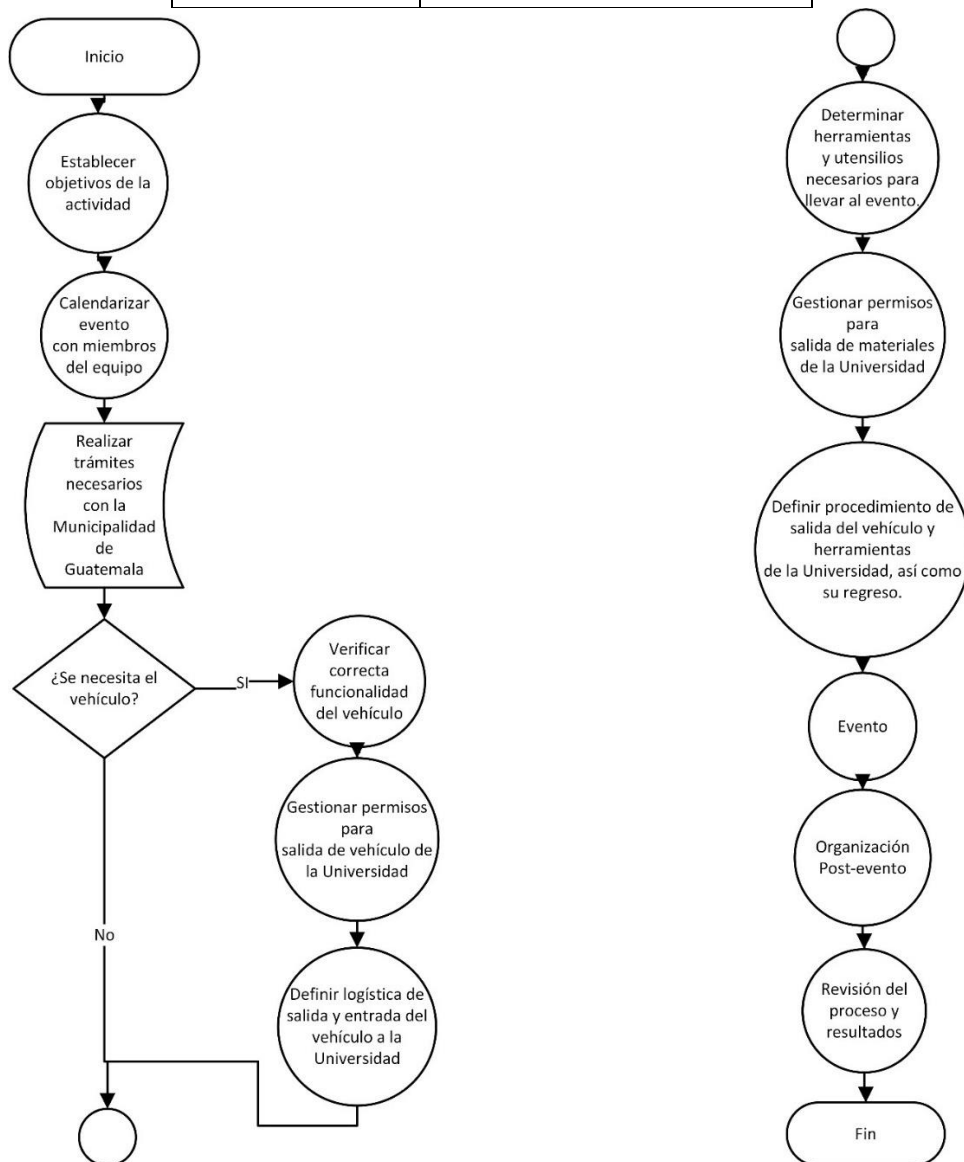 Inicio
Establecer
objetivos de la
actividad
Calendarizar
evento
con miembros
del equipo
Realizar
trámites
necesarios
con la
Municipalidad
de
Guatemala
¿Se necesita el
vehículo?
SI
Verificar
correcta
funcionalidad
del vehículo
Gestionar permisos
para
salida de vehículo de
la Universidad
No
Definir logística de
salida y entrada del
vehículo a la
Universidad
Determinar
herramientas
y utensilios
necesarios para
llevar al evento.
Gestionar permisos
para
salida de materiales
de la Universidad
Definir procedimiento de
salida del vehículo y
herramientas
de la Universidad, así como
su regreso.
Evento
Organización
Post-evento
Revisión del
proceso y
resultados
Fin